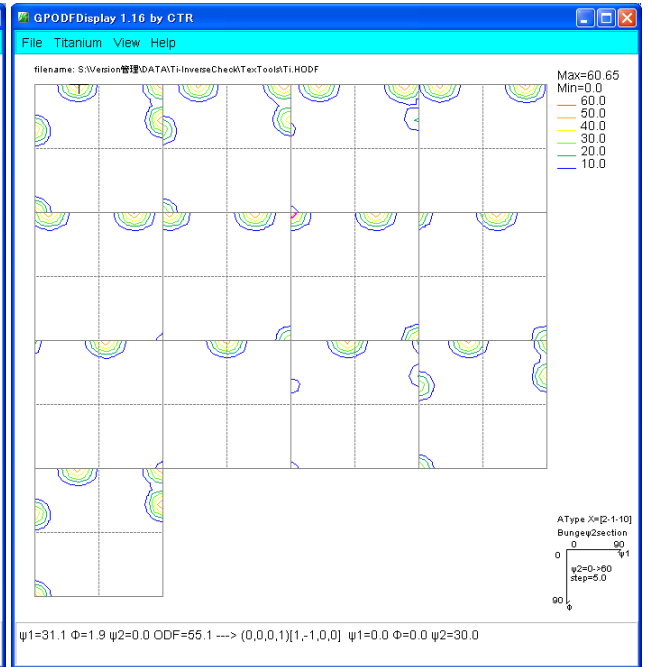 GPODFDisplay 1.16 by CTR
File Titanium View Help
filename: S:\Version管理\DATA\Ti-InverseCheck\TexTools\Ti.HODF
Max=60.65
Min=0.0
60.0
50.0
40.0
30.0
20.0
10.0
AType X=[2-1-10]
Bungeψ2section
0 90
0 ψ1
ψ2=0->60
step=5.0
90 Φ
ψ1=31.1 Φ=1.9 ψ2=0.0 ODF=55.1 ---> (0,0,0,1)[1,-1,0,0] ψ1=0.0 Φ=0.0 ψ2=30.0